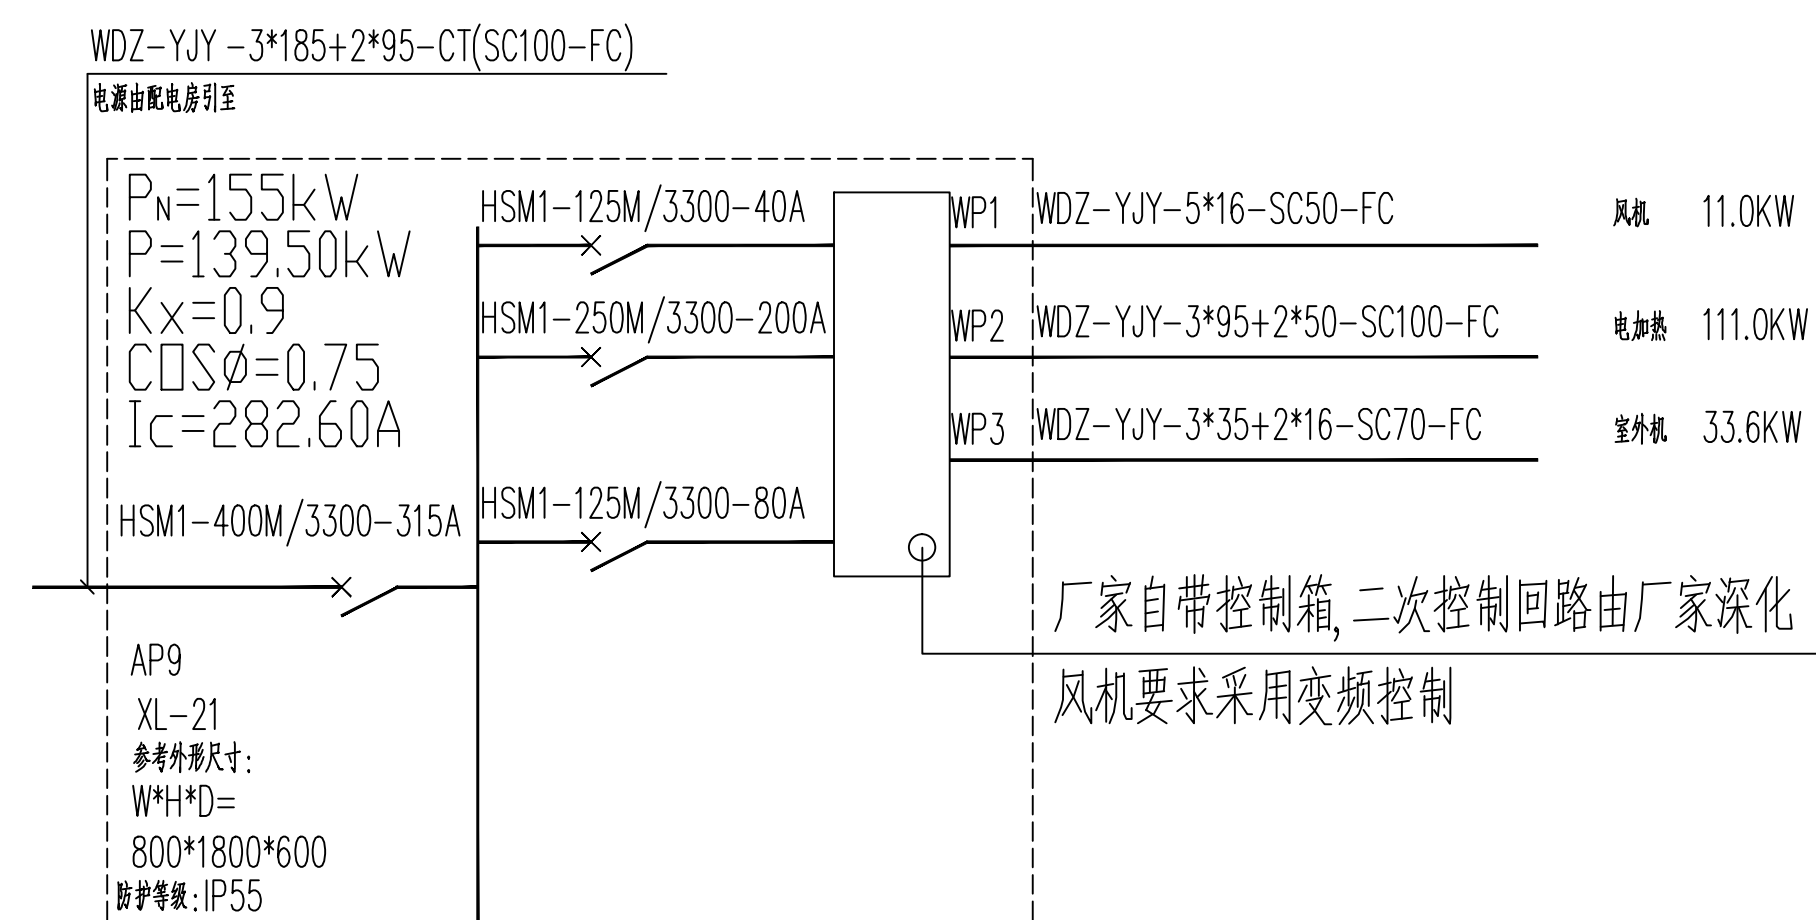 WDZ-YJY -3*185+2*95-CT(SC100-FC)
电源由配电房引至
PN=155kW
P=139.50kW
Kx=0.9
COSø=0.75
Ic=282.60A
HSM1-400M/3300-315A
AP9
XL-21
参考外形尺寸:
W*H*D=
800*1800*600
防护等级:IP55
HSM1-125M/3300-40A
HSM1-250M/3300-200A
HSM1-125M/3300-80A
WP1 WDZ-YJY-5*16-SC50-FC 风机 11.0KW
WP2 WDZ-YJY-3*95+2*50-SC100-FC 电加热 111.0KW
WP3 WDZ-YJY-3*35+2*16-SC70-FC 室外机 33.6KW
厂家自带控制箱,二次控制回路由厂家深化
风机要求采用变频控制